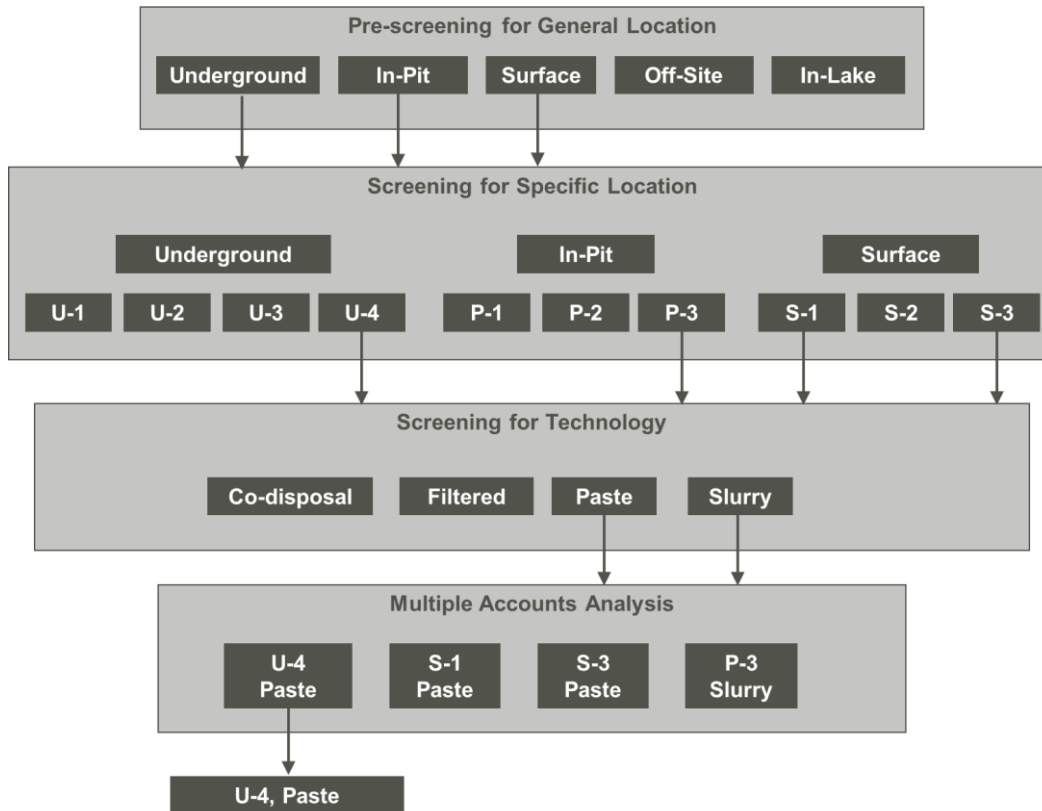 Pre-screening for General Location
Underground
In-Pit
Surface
Off-Site
In-Lake
Screening for Specific Location
Underground
In-Pit
Surface
U-1
U-2
U-3
U-4
P-1
P-2
P-3
S-1
S-2
S-3
Screening for Technology
Co-disposal
Filtered
Paste
Slurry
Multiple Accounts Analysis
U-4
Paste
S-1
Paste
S-3
Paste
P-3
Slurry
U-4, Paste